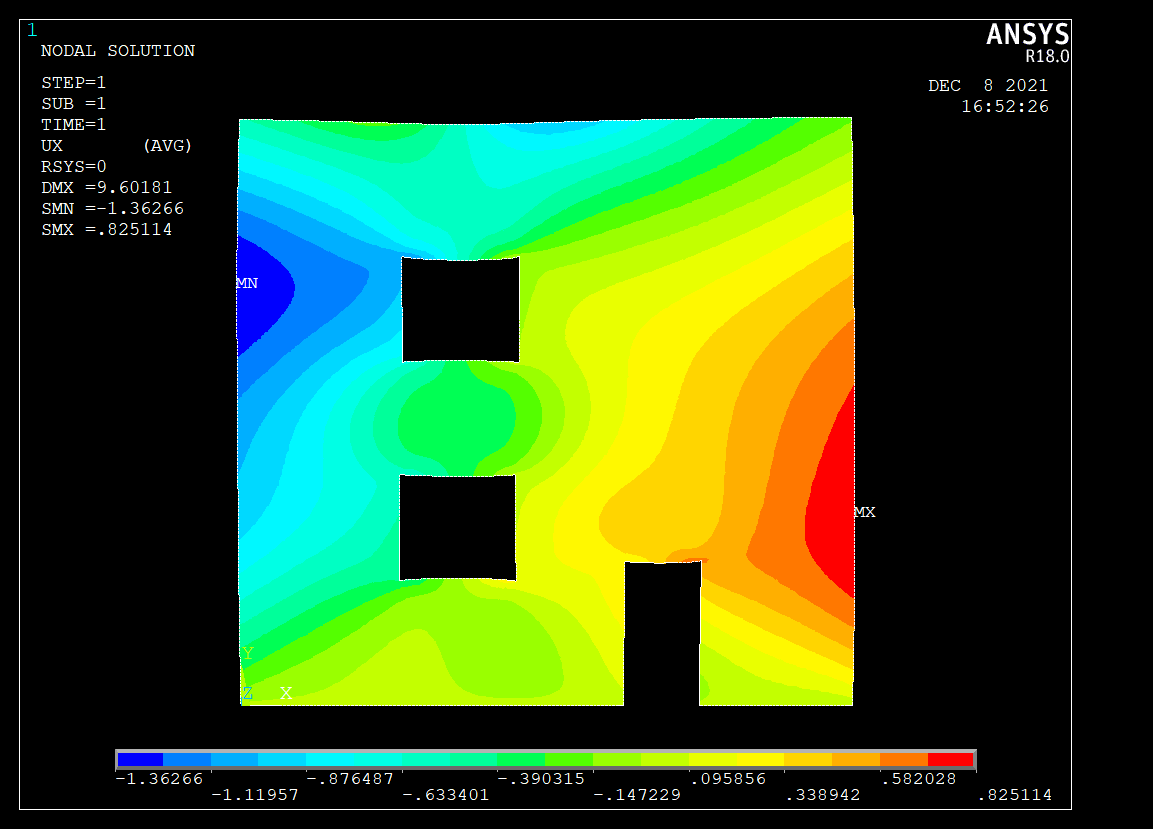 1
ANSYS
R18.0
NODAL SOLUTION
DEC 8 2021
16:52:26
STEP=1
SUB =1
TIME=1
UX (AVG)
RSYS=0
DMX =9.60181
SMN =-1.36266
SMX =.825114
MN
MX
Y
Z X
-1.36266 -.876487 -.390315 .095856 .582028
-1.11957 -.633401 -.147229 .338942 .825114